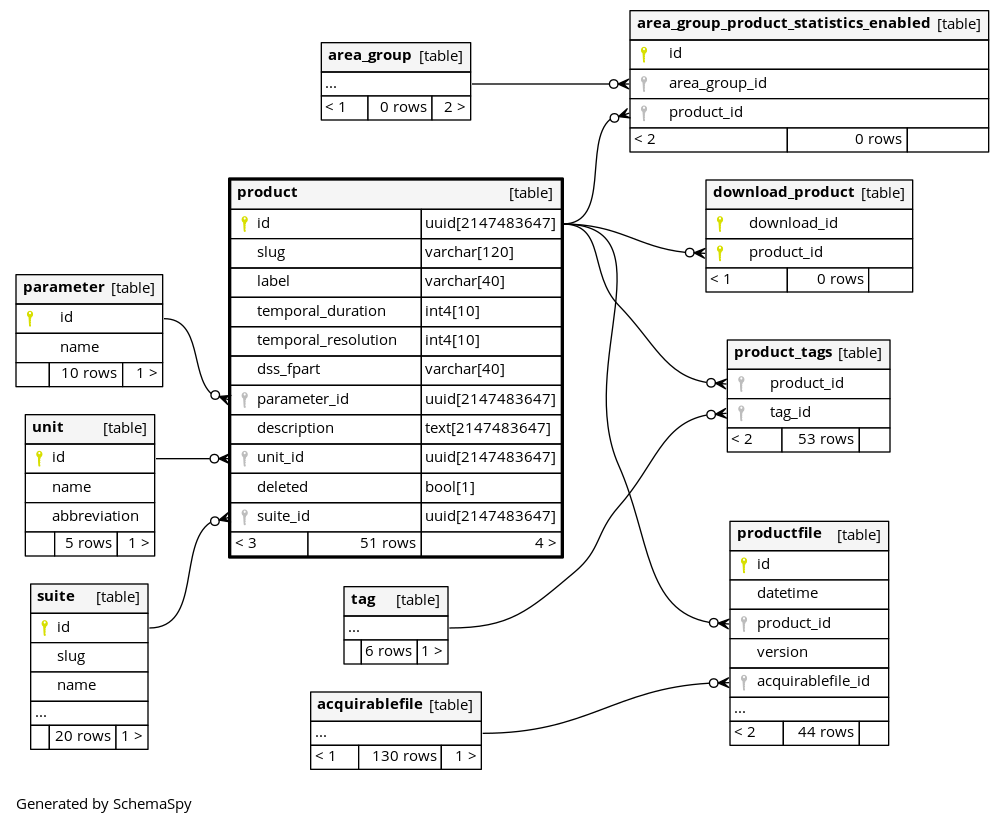 area_group_product_statistics_enabled [table]
id
area_group_id
product_id
< 2 0 rows
area_group [table]
...
< 1 0 rows 2 >
product [table]
id uuid[2147483647]
slug varchar[120]
label varchar[40]
temporal_duration int4[10]
temporal_resolution int4[10]
dss_fpart varchar[40]
parameter_id uuid[2147483647]
description text[2147483647]
unit_id uuid[2147483647]
deleted bool[1]
suite_id uuid[2147483647]
< 3 51 rows 4 >
download_product [table]
download_id
product_id
< 1 0 rows
parameter [table]
id
name
10 rows 1 >
product_tags [table]
product_id
tag_id
< 2 53 rows
unit [table]
id
name
abbreviation
5 rows 1 >
productfile [table]
id
datetime
product_id
version
acquirablefile_id
...
< 2 44 rows
suite [table]
id
slug
name
...
20 rows 1 >
tag [table]
...
6 rows 1 >
acquirablefile [table]
...
< 1 130 rows 1 >
Generated by SchemaSpy